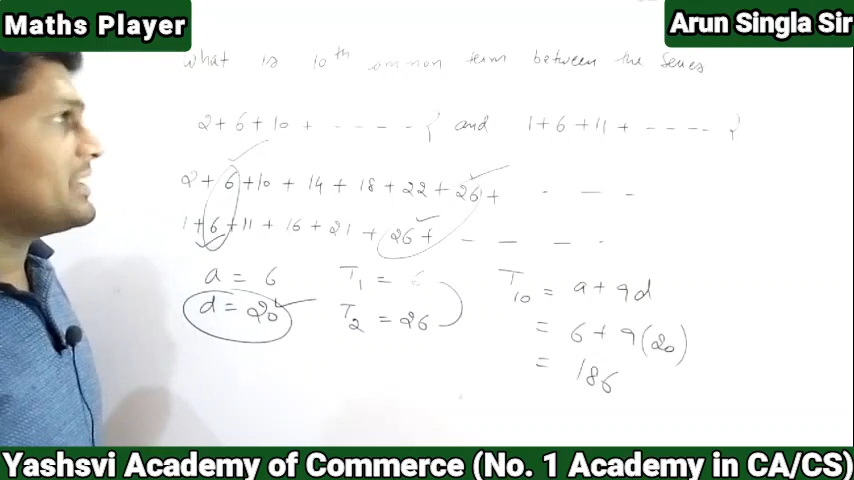 Maths Player
Arun Singla Sir
What is 10th common term between the series
2+6+10 + - - - - - } and 1+6+11 + - - - - }
2+6+10+14+18+22+26+ - - -
1+6+11+16+21+26+ - - - -
a = 6 T1 = 6 T10 = a+9d
d = 20 T2 = 26 = 6+9(20)
= 186
Yashsvi Academy of Commerce (No. 1 Academy in CA/CS)